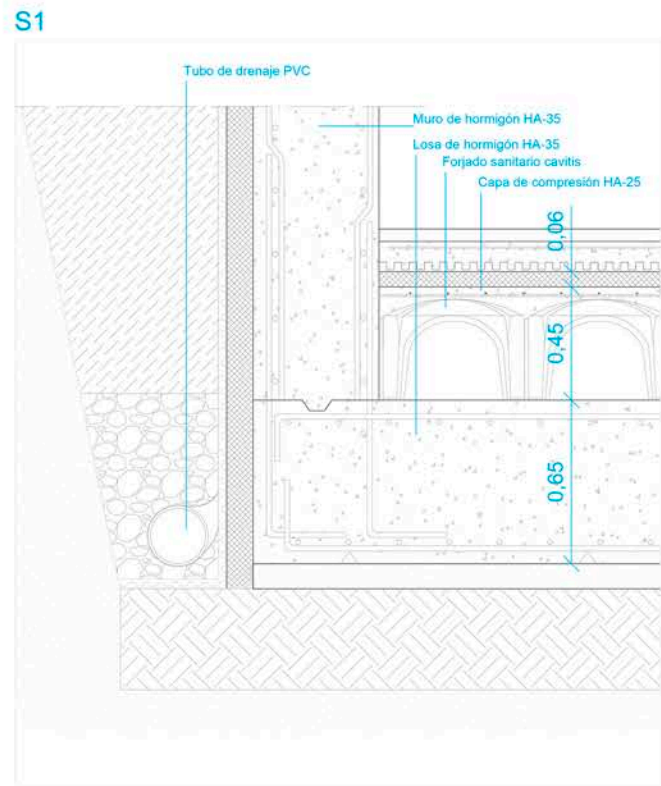 S1
Tubo de drenaje PVC
Muro de hormigón HA-35
Losa de hormigón HA-35
Forjado sanitario cavitis
Capa de compresión HA-25
0,06
0,45
0,65